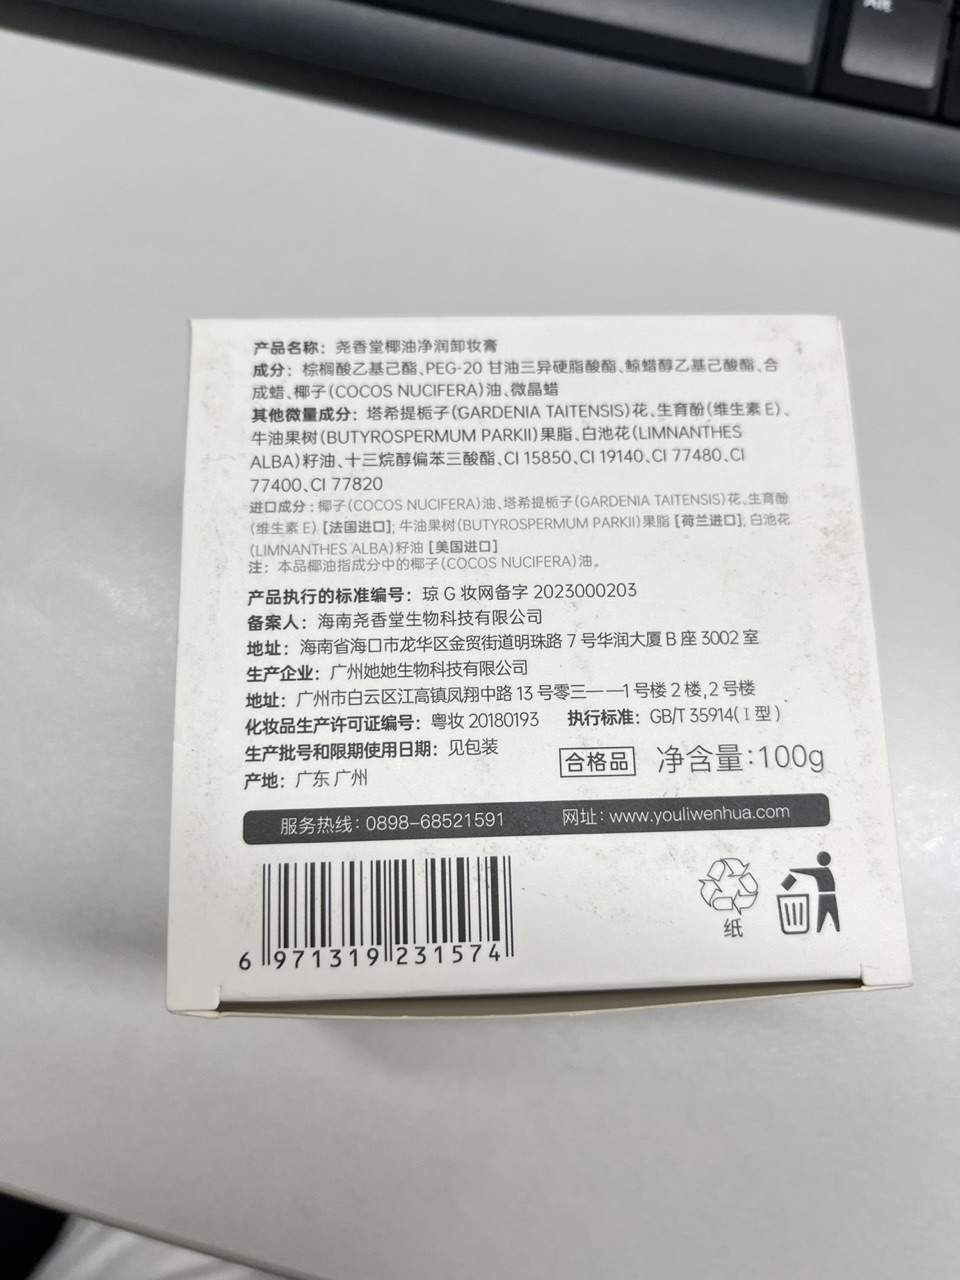 Alt
产品名称：尧香堂椰油净润卸妆膏
成分：棕榈酸乙基己酯、PEG-20 甘油三异硬脂酸酯、鲸蜡醇乙基己酸酯、合
成蜡、椰子(COCOS NUCIFERA)油、微晶蜡
其他微量成分：塔希提栀子(GARDENIA TAITENSIS)花、生育酚(维生素 E)、
牛油果树(BUTYROSPERMUM PARKII)果脂、白池花(LIMNANTHES
ALBA)籽油、十三烷醇偏苯三酸酯、CI 15850、CI 19140、CI 77480、CI
77400、CI 77820
进口成分：椰子(COCOS NUCIFERA)油、塔希提栀子(GARDENIA TAITENSIS)花、生育酚
(维生素 E) [法国进口]; 牛油果树(BUTYROSPERMUM PARKII)果脂 [荷兰进口]; 白池花
(LIMNANTHES ALBA)籽油 [美国进口]
注：本品椰油指成分中的椰子(COCOS NUCIFERA)油。
产品执行的标准编号：琼 G 妆网备字 2023000203
备案人：海南尧香堂生物科技有限公司
地址：海南省海口市龙华区金贸街道明珠路 7 号华润大厦 B 座 3002 室
生产企业：广州她她生物科技有限公司
地址：广州市白云区江高镇凤翔中路 13 号零三一一1 号楼 2 楼，2 号楼
化妆品生产许可证编号：粤妆 20180193 执行标准：GB/T 35914(Ⅰ型)
生产批号和限期使用日期：见包装
产地：广东 广州
合格品 净含量：100g
服务热线：0898-68521591 网址：www.youliwenhua.com
6 971319 231574
纸